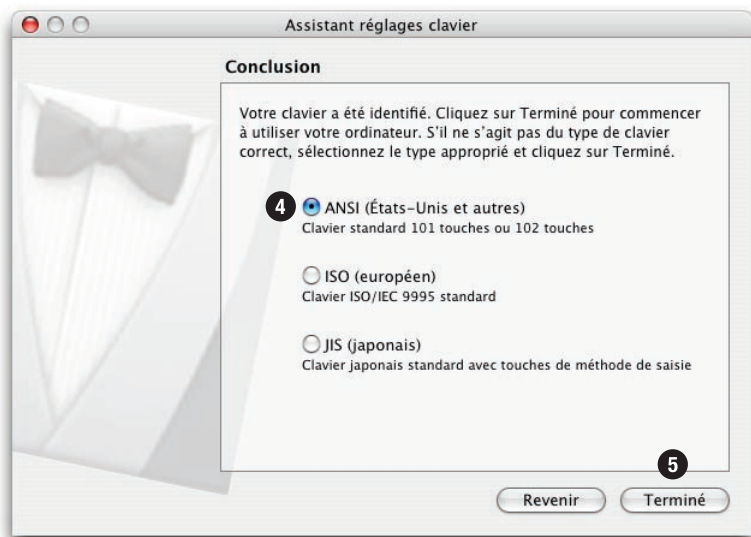 Assistant réglages clavier
Conclusion
Votre clavier a été identifié. Cliquez sur Terminé pour commencer
à utiliser votre ordinateur. S'il ne s'agit pas du type de clavier
correct, sélectionnez le type approprié et cliquez sur Terminé.
4 ANSI (États-Unis et autres)
Clavier standard 101 touches ou 102 touches
ISO (européen)
Clavier ISO/IEC 9995 standard
JIS (japonais)
Clavier japonais standard avec touches de méthode de saisie
5
Revenir Terminé